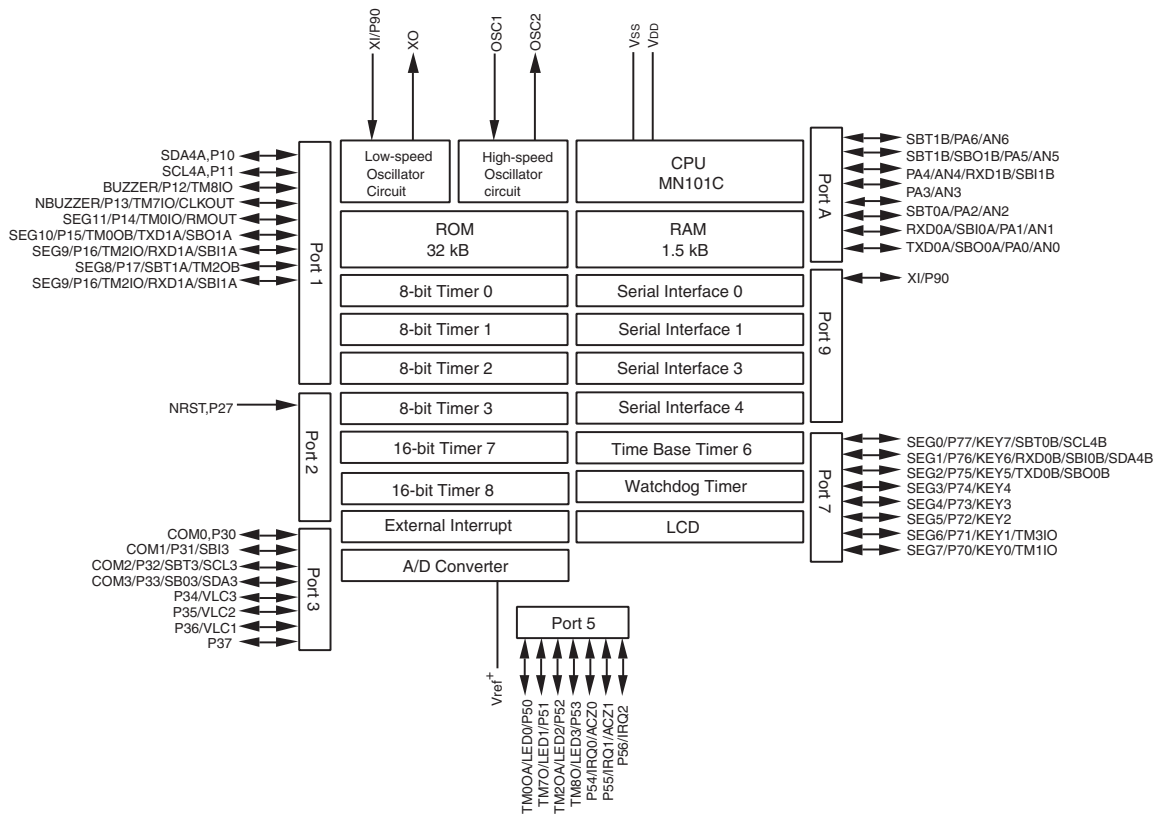 XI/P90
XO
OSC1
OSC2
VSS
VDD
Low-speed
Oscillator
Circuit
High-speed
Oscillator
circuit
CPU
MN101C
ROM
32 kB
RAM
1.5 kB
8-bit Timer 0
Serial Interface 0
8-bit Timer 1
Serial Interface 1
8-bit Timer 2
Serial Interface 3
8-bit Timer 3
Serial Interface 4
16-bit Timer 7
Time Base Timer 6
16-bit Timer 8
Watchdog Timer
External Interrupt
LCD
A/D Converter
Vref+
SDA4A,P10
SCL4A,P11
BUZZER/P12/TM8IO
NBUZZER/P13/TM7IO/CLKOUT
SEG11/P14/TM0IO/RMOUT
SEG10/P15/TM0OB/TXD1A/SBO1A
SEG9/P16/TM2IO/RXD1A/SBI1A
SEG8/P17/SBT1A/TM2OB
SEG9/P16/TM2IO/RXD1A/SBI1A
Port 1
NRST,P27
Port 2
COM0,P30
COM1/P31/SBI3
COM2/P32/SBT3/SCL3
COM3/P33/SB03/SDA3
P34/VLC3
P35/VLC2
P36/VLC1
P37
Port 3
Port A
SBT1B/PA6/AN6
SBT1B/SBO1B/PA5/AN5
PA4/AN4/RXD1B/SBI1B
PA3/AN3
SBT0A/PA2/AN2
RXD0A/SBI0A/PA1/AN1
TXD0A/SBO0A/PA0/AN0
Port 9
XI/P90
Port 7
SEG0/P77/KEY7/SBT0B/SCL4B
SEG1/P76/KEY6/RXD0B/SBI0B/SDA4B
SEG2/P75/KEY5/TXD0B/SBO0B
SEG3/P74/KEY4
SEG4/P73/KEY3
SEG5/P72/KEY2
SEG6/P71/KEY1/TM3IO
SEG7/P70/KEY0/TM1IO
Port 5
TM0OA/LED0/P50
TM7O/LED1/P51
TM2OA/LED2/P52
TM8O/LED3/P53
P54/IRQ0/ACZ0
P55/IRQ1/ACZ1
P56/IRQ2